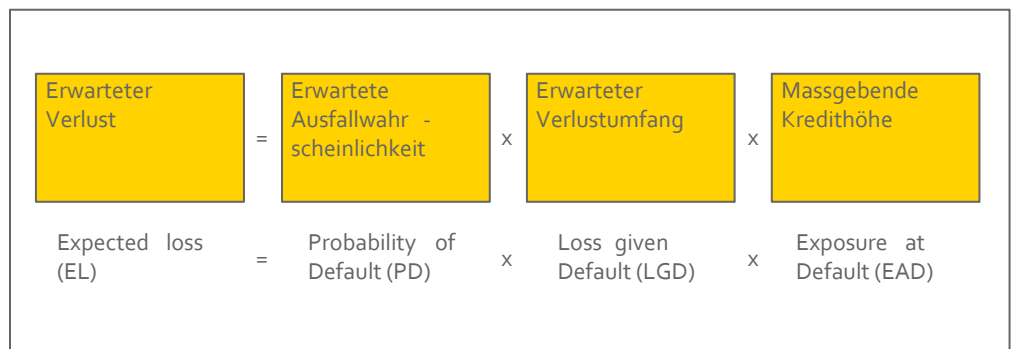 Erwarteter
Verlust
=
Erwartete
Ausfallwahr -
scheinlichkeit
x
Erwarteter
Verlustumfang
x
Massgebende
Kredithöhe
Expected loss
(EL)
=
Probability of
Default (PD)
x
Loss given
Default (LGD)
x
Exposure at
Default (EAD)